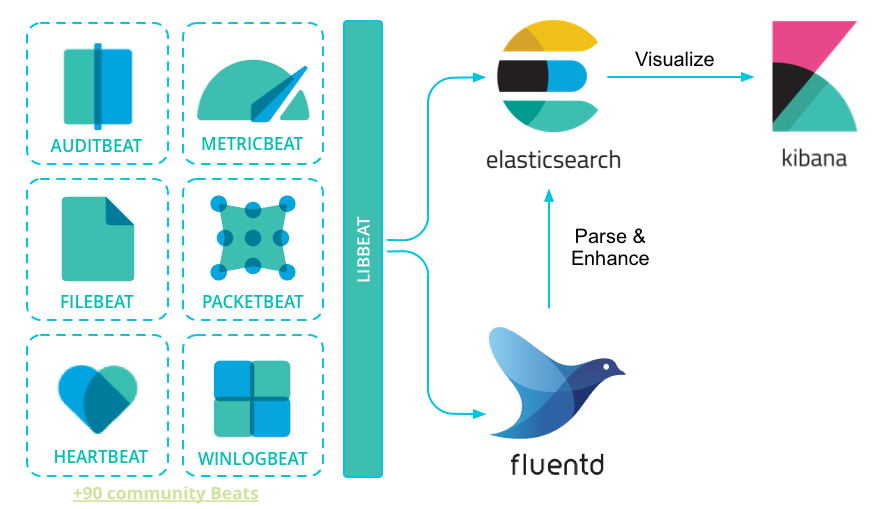 AUDITBEAT
METRICBEAT
FILEBEAT
PACKETBEAT
HEARTBEAT
WINLOGBEAT
+90 community Beats
LIBBEAT
elasticsearch
Visualize
kibana
Parse &
Enhance
fluentd